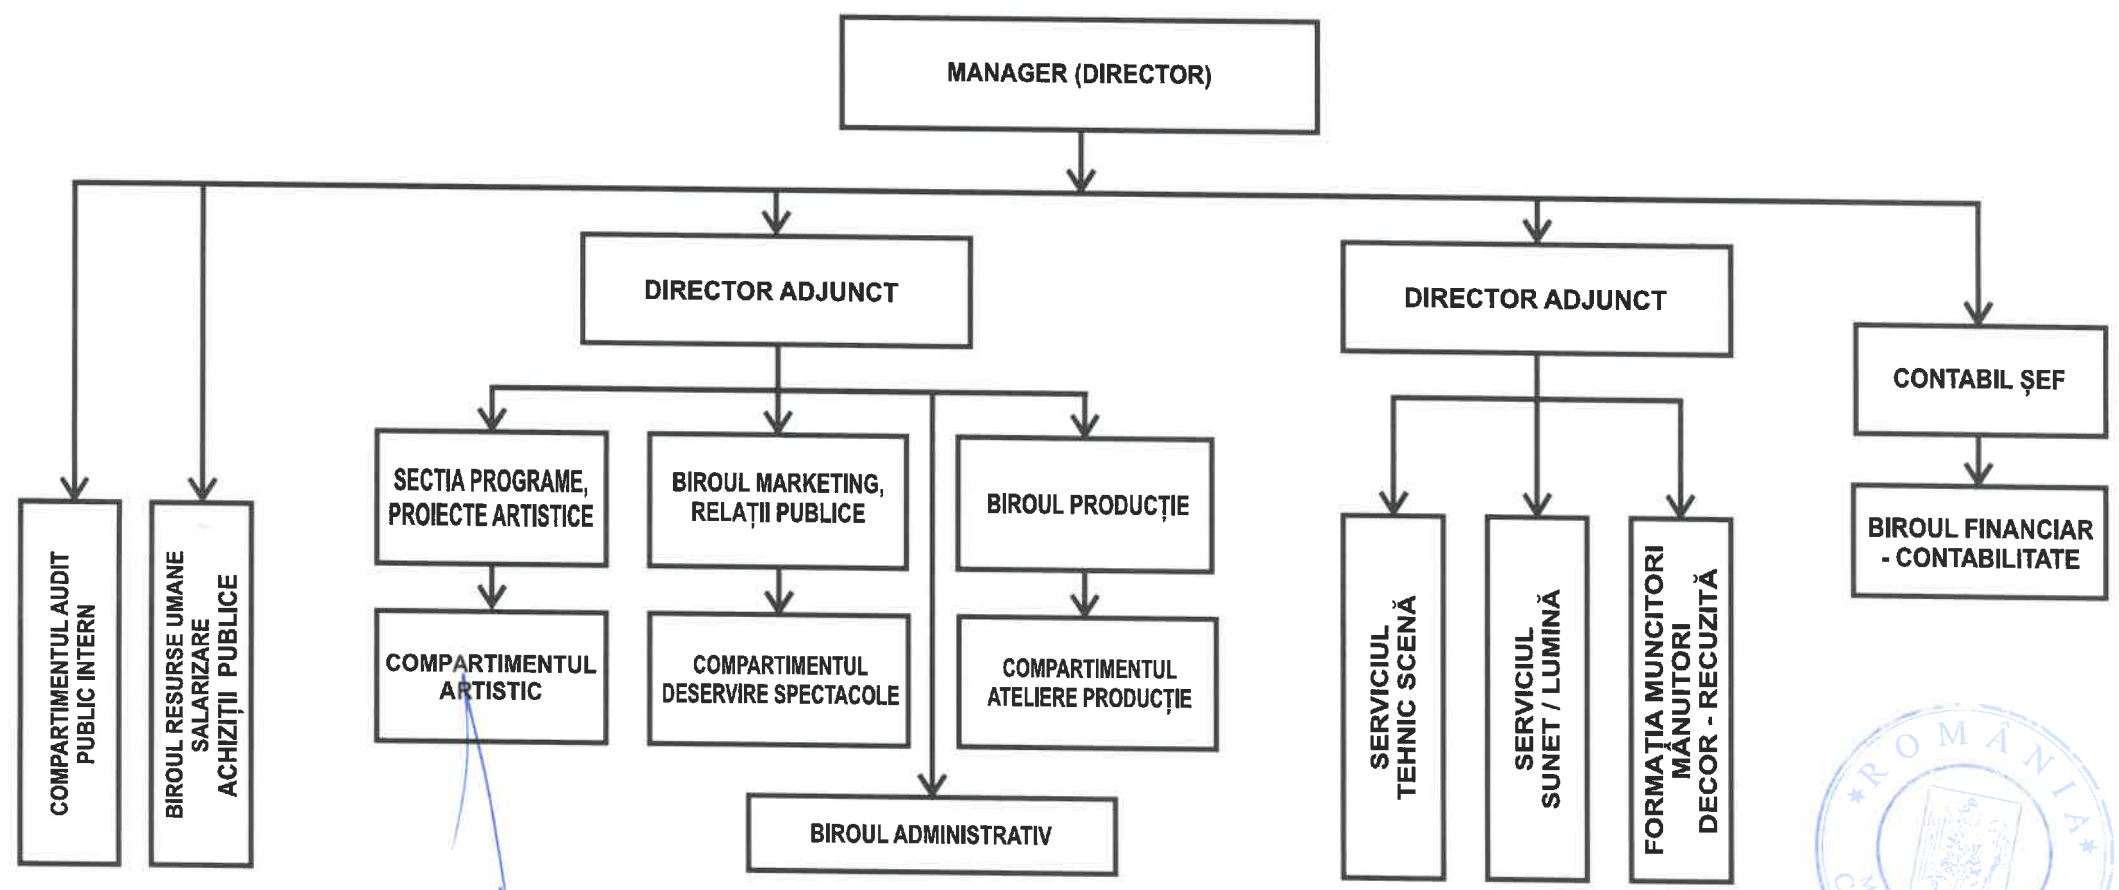 MANAGER (DIRECTOR)
DIRECTOR ADJUNCT
DIRECTOR ADJUNCT
CONTABIL ȘEF
SECTIA PROGRAME,
PROIECTE ARTISTICE
BIROUL MARKETING,
RELAȚII PUBLICE
BIROUL PRODUCȚIE
BIROUL FINANCIAR
- CONTABILITATE
COMPARTIMENTUL AUDIT
PUBLIC INTERN
BIROUL RESURSE UMANE
SALARIZARE
ACHIZIȚII PUBLICE
COMPARTIMENTUL
ARTISTIC
COMPARTIMENTUL
DESERVIRE SPECTACOLE
COMPARTIMENTUL
ATELIERE PRODUCȚIE
SERVICIUL
TEHNIC SCENĂ
SERVICIUL
SUNET / LUMINĂ
FORMAȚIA MUNCITORI
MÂNUITORI
DECOR - RECUZITĂ
BIROUL ADMINISTRATIV
ROMÂNIA